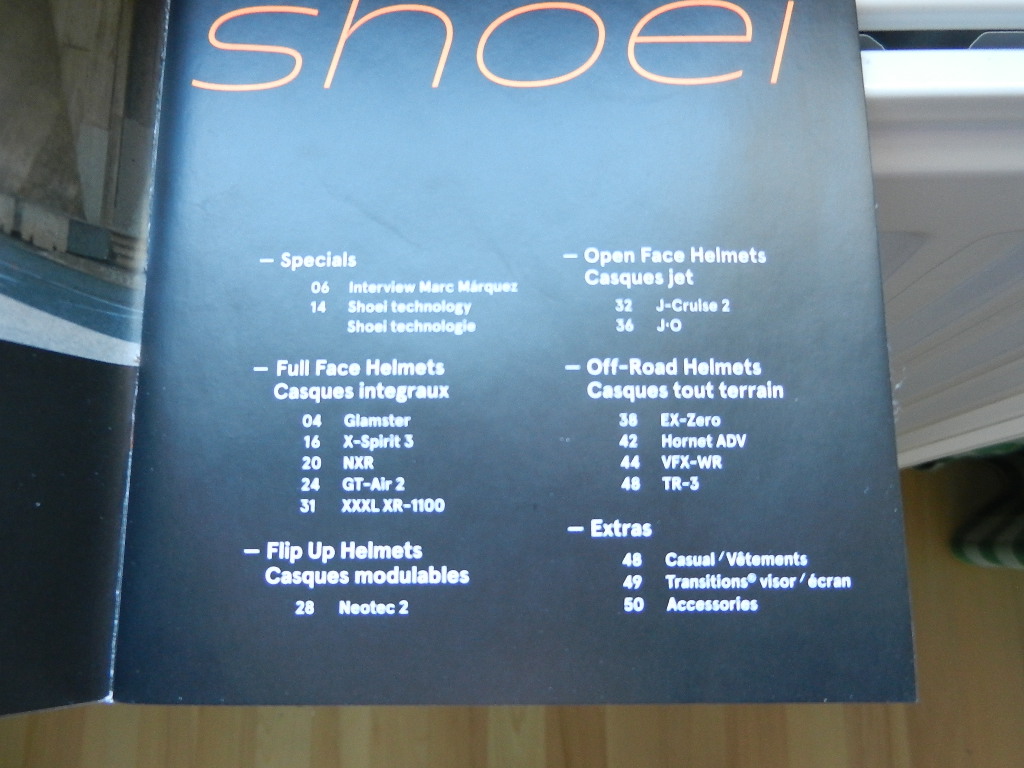 shoei
— Specials
06 Interview Marc Márquez
14 Shoei technology
Shoei technologie
— Full Face Helmets
Casques integraux
04 Glamster
16 X-Spirit 3
20 NXR
24 GT-Air 2
31 XXXL XR-1100
— Flip Up Helmets
Casques modulables
28 Neotec 2
— Open Face Helmets
Casques jet
32 J-Cruise 2
36 J·O
— Off-Road Helmets
Casques tout terrain
38 EX-Zero
42 Hornet ADV
44 VFX-WR
48 TR-3
— Extras
48 Casual / Vêtements
49 Transitions® visor / écran
50 Accessories